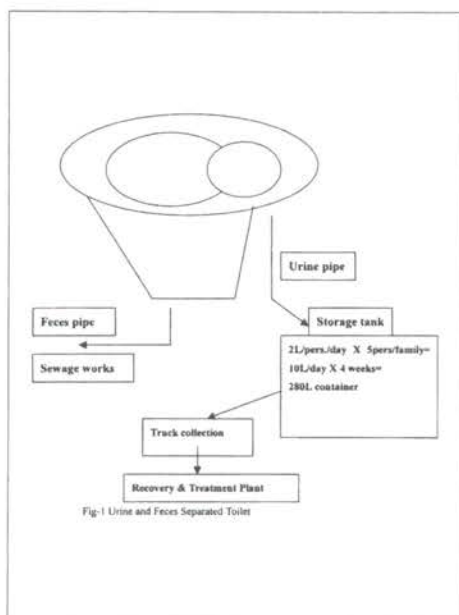 Urine pipe
Feces pipe
Storage tank
Sewage works
2L/pers./day X 5pers/family=
10L/day X 4 weeks=
280L container
Truck collection
Recovery & Treatment Plant
Fig-1 Urine and Feces Separated Toilet